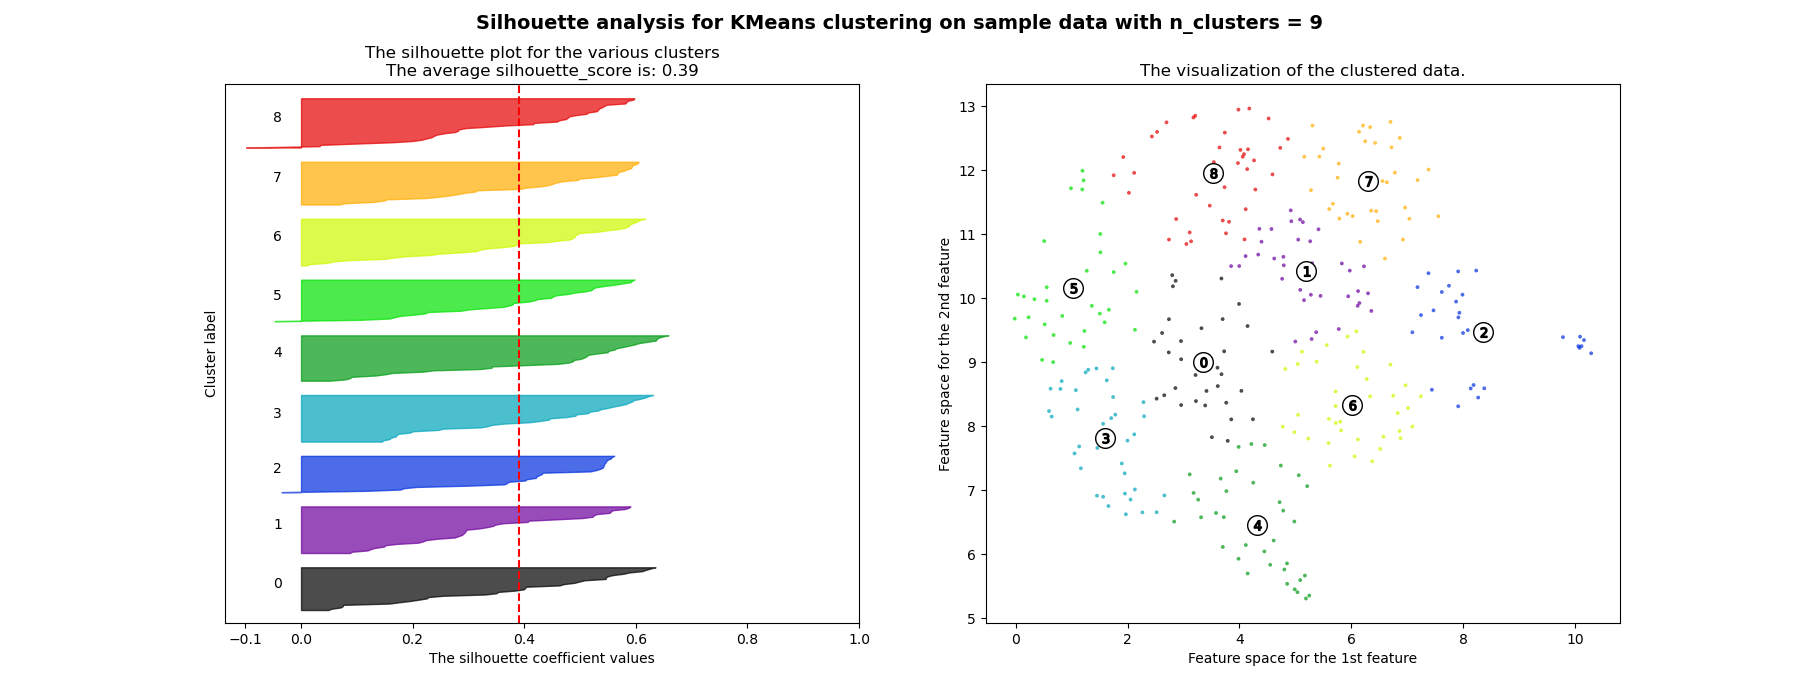 Silhouette analysis for KMeans clustering on sample data with n_clusters = 9
The silhouette plot for the various clusters
The average silhouette_score is: 0.39
8
7
6
5
4
3
2
1
0
Cluster label
−0.1 0.0 0.2 0.4 0.6 0.8 1.0
The silhouette coefficient values
The visualization of the clustered data.
13
12
11
10
9
8
7
6
5
Feature space for the 2nd feature
8
7
1
5
2
0
6
3
4
0 2 4 6 8 10
Feature space for the 1st feature